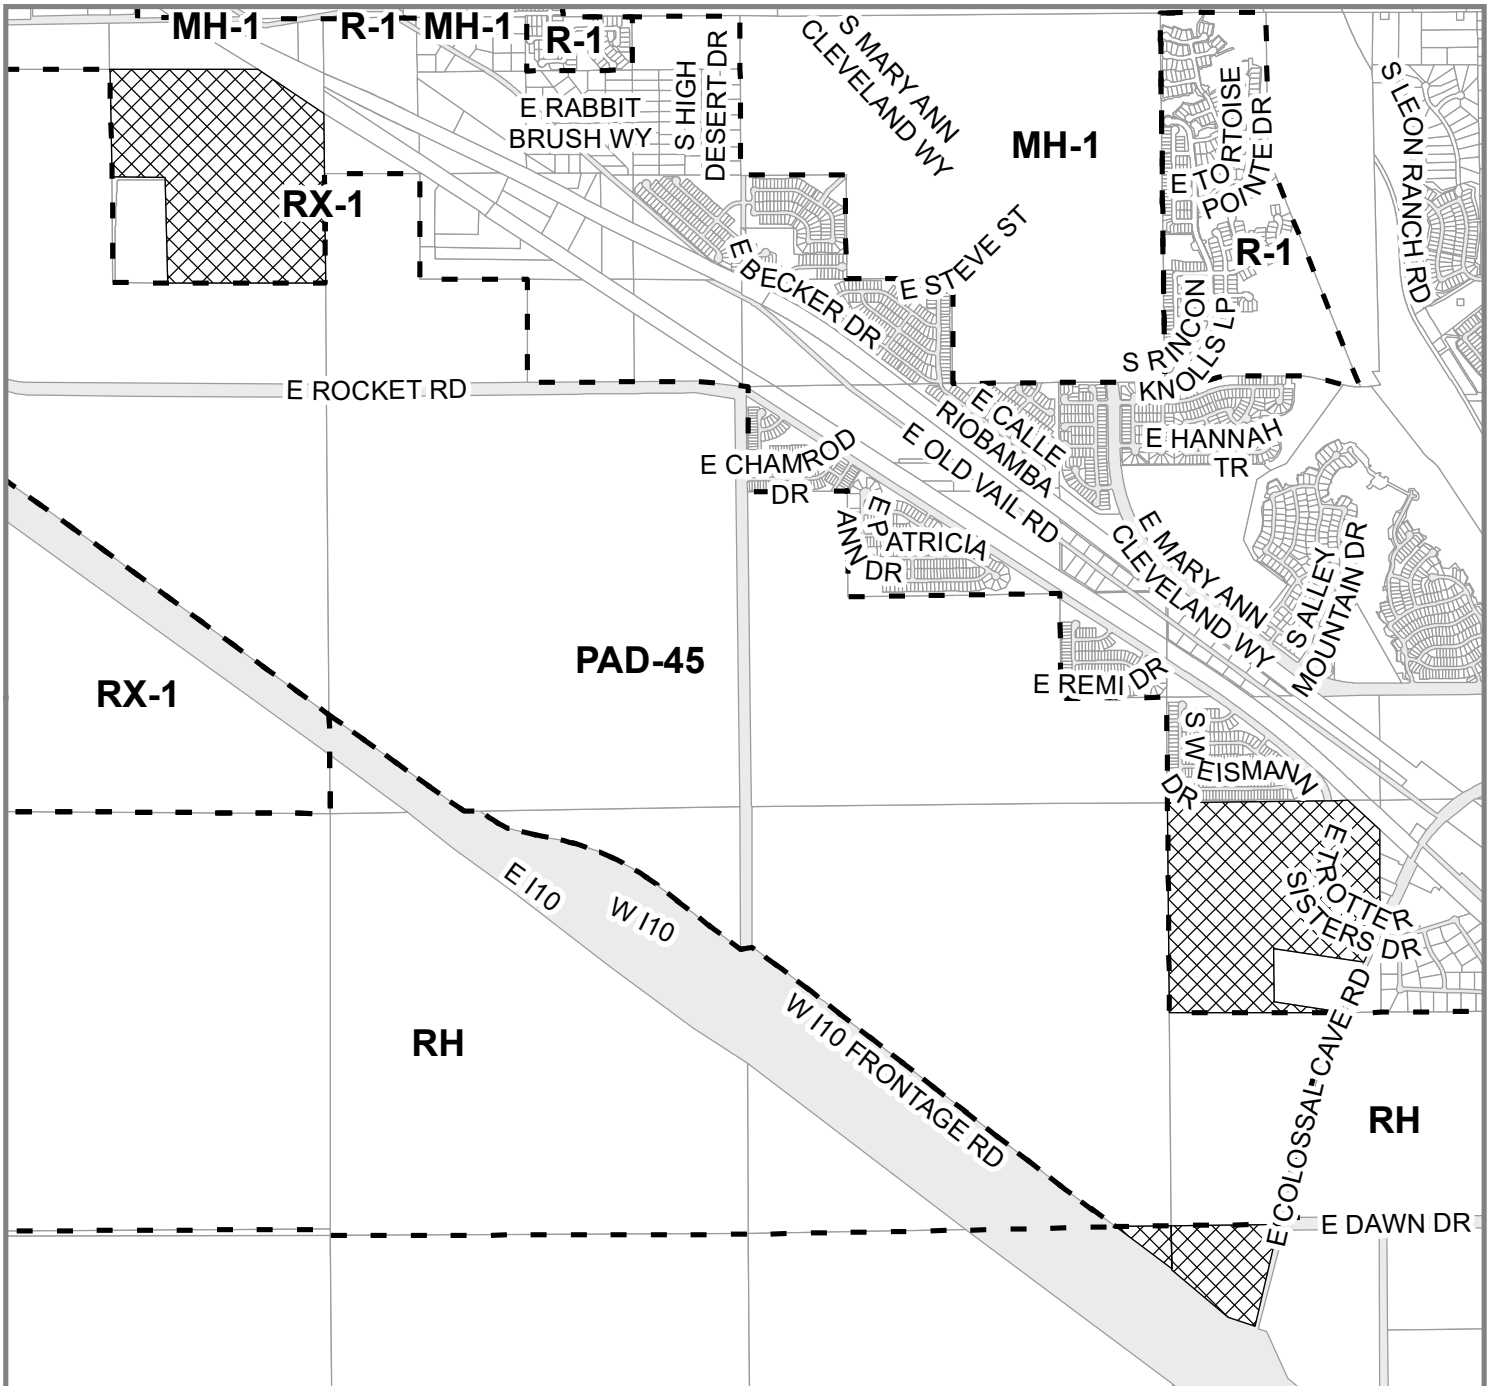 MH-1
R-1
MH-1
R-1
S HIGH
DESERT DR
S MARY ANN
CLEVELAND WY
E RABBIT
BRUSH WY
MH-1
E TORTOISE
POINTE DR
S LEON RANCH RD
RX-1
R-1
E BECKER DR
E STEVE ST
S RINCON
KNOLLS LP
E ROCKET RD
E CALLE
RIOBAMBA
E OLD VAIL RD
E HANNAH
TR
E CHAMROD
DR
E PATRICIA
ANN DR
E MARY ANN
CLEVELAND WY
S ALLEY
MOUNTAIN DR
PAD-45
RX-1
E REMI DR
S WEISMANN
DR
E TROTTER
SISTERS DR
E I10
W I10
W I10 FRONTAGE RD
RH
E COLOSSAL CAVE RD
RH
E DAWN DR